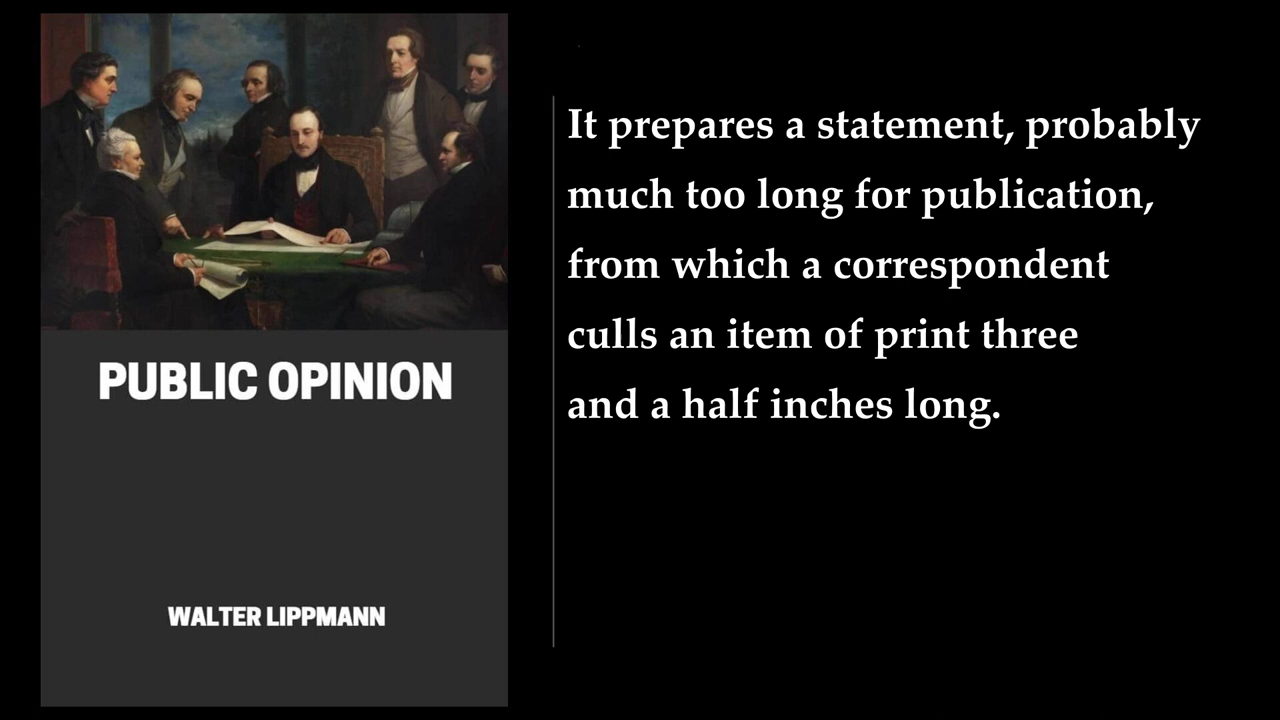 PUBLIC OPINION
WALTER LIPPMANN
It prepares a statement, probably
much too long for publication,
from which a correspondent
culls an item of print three
and a half inches long.